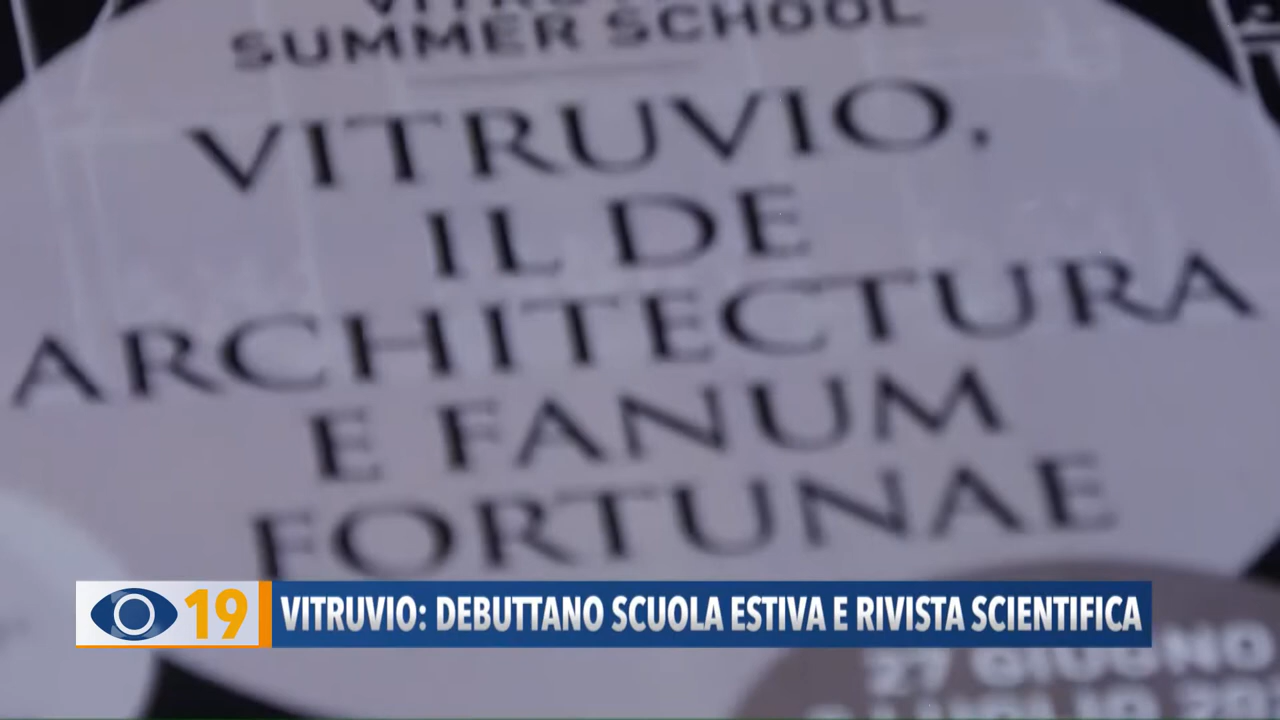 SUMMER SCHOOL
VITRUVIO,
IL DE
ARCHITECTURA
E FANUM
FORTUNAE
19 VITRUVIO: DEBUTTANO SCUOLA ESTIVA E RIVISTA SCIENTIFICA
27 GIUGNO